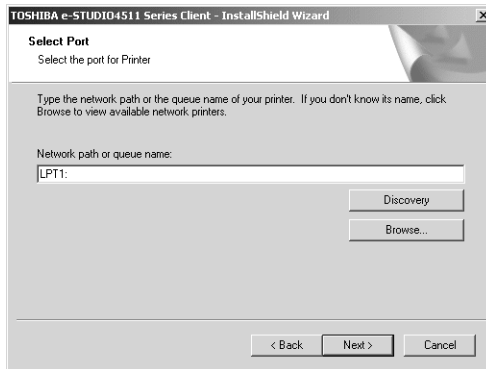 TOSHIBA e-STUDIO4511 Series Client - InstallShield Wizard
Select Port
Select the port for Printer
Type the network path or the queue name of your printer. If you don't know its name, click
Browse to view available network printers.
Network path or queue name:
LPT1:
Discovery
Browse...
< Back
Next >
Cancel